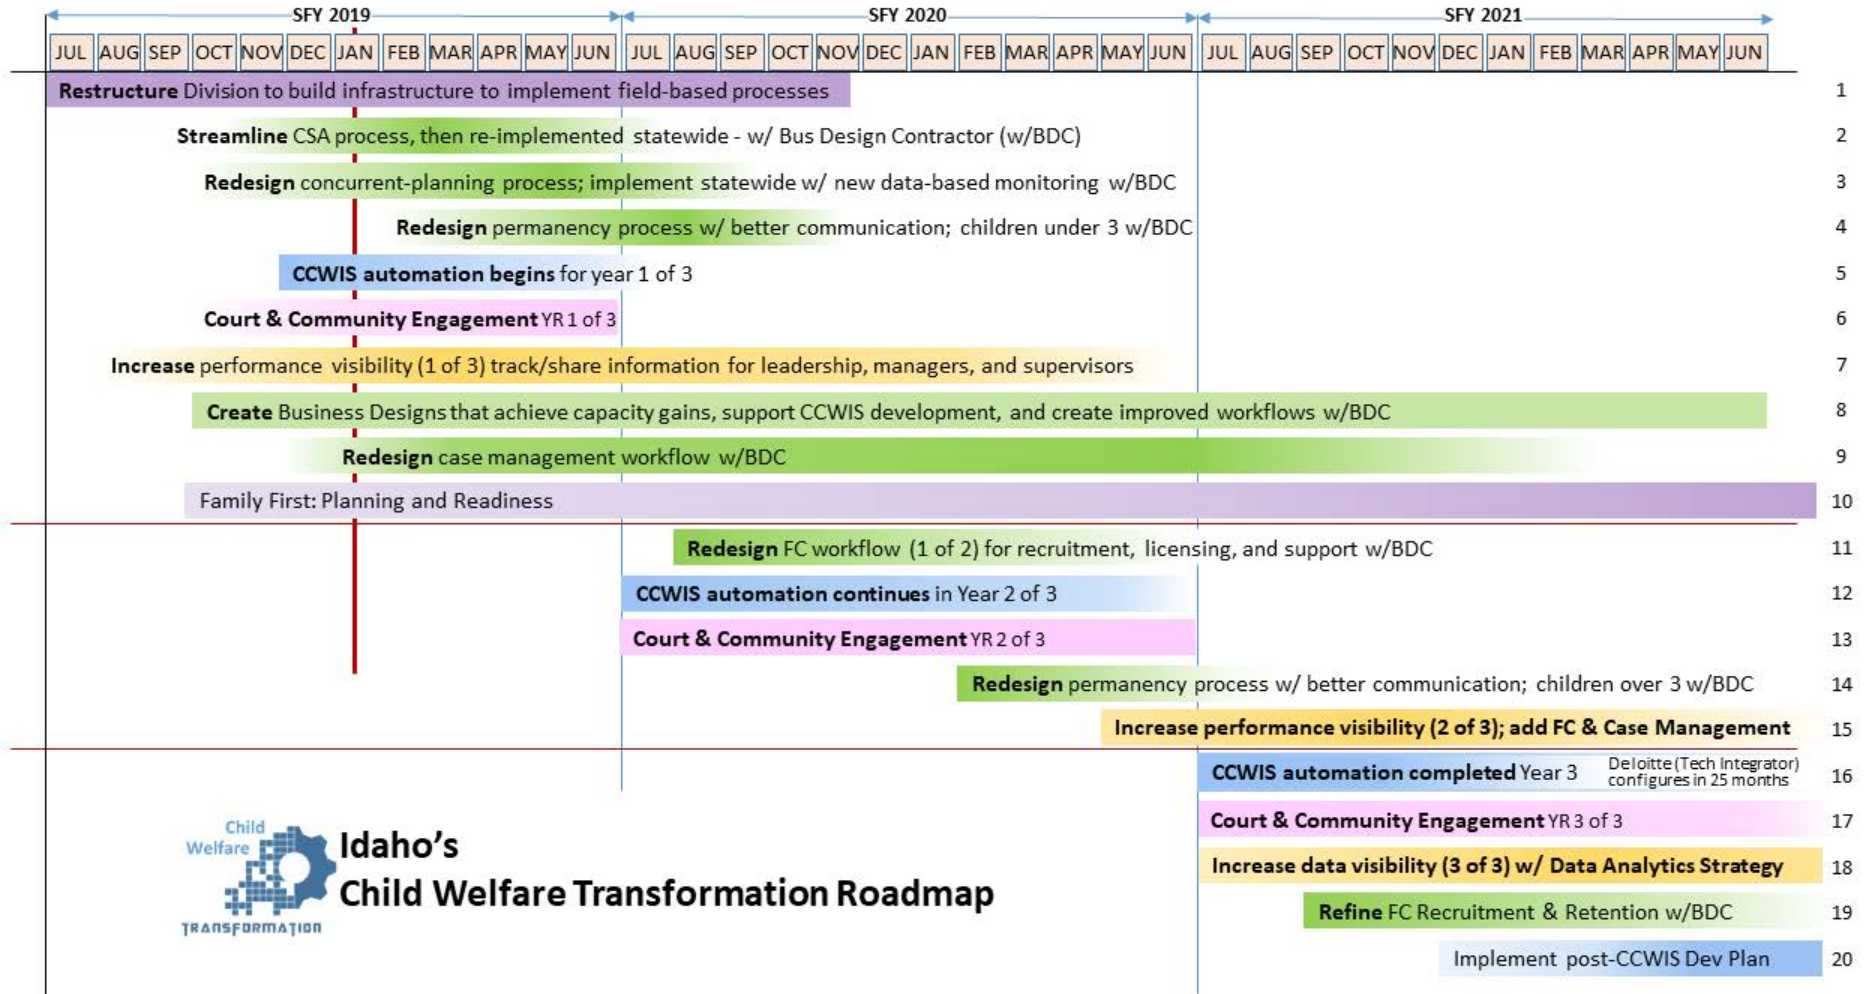 SFY 2019 SFY 2020 SFY 2021
JUL AUG SEP OCT NOV DEC JAN FEB MAR APR MAY JUN JUL AUG SEP OCT NOV DEC JAN FEB MAR APR MAY JUN JUL AUG SEP OCT NOV DEC JAN FEB MAR APR MAY JUN
Restructure Division to build infrastructure to implement field-based processes 1
Streamline CSA process, then re-implemented statewide - w/ Bus Design Contractor (w/BDC) 2
Redesign concurrent-planning process; implement statewide w/ new data-based monitoring w/BDC 3
Redesign permanency process w/ better communication; children under 3 w/BDC 4
CCWIS automation begins for year 1 of 3 5
Court & Community Engagement YR 1 of 3 6
Increase performance visibility (1 of 3) track/share information for leadership, managers, and supervisors 7
Create Business Designs that achieve capacity gains, support CCWIS development, and create improved workflows w/BDC 8
Redesign case management workflow w/BDC 9
Family First: Planning and Readiness 10
Redesign FC workflow (1 of 2) for recruitment, licensing, and support w/BDC 11
CCWIS automation continues in Year 2 of 3 12
Court & Community Engagement YR 2 of 3 13
Redesign permanency process w/ better communication; children over 3 w/BDC 14
Increase performance visibility (2 of 3); add FC & Case Management 15
CCWIS automation completed Year 3 Deloitte (Tech Integrator)
configures in 25 months 16
Court & Community Engagement YR 3 of 3 17
Increase data visibility (3 of 3) w/ Data Analytics Strategy 18
Refine FC Recruitment & Retention w/BDC 19
Implement post-CCWIS Dev Plan 20
Child
Welfare
TRANSFORMATION
Idaho's
Child Welfare Transformation Roadmap